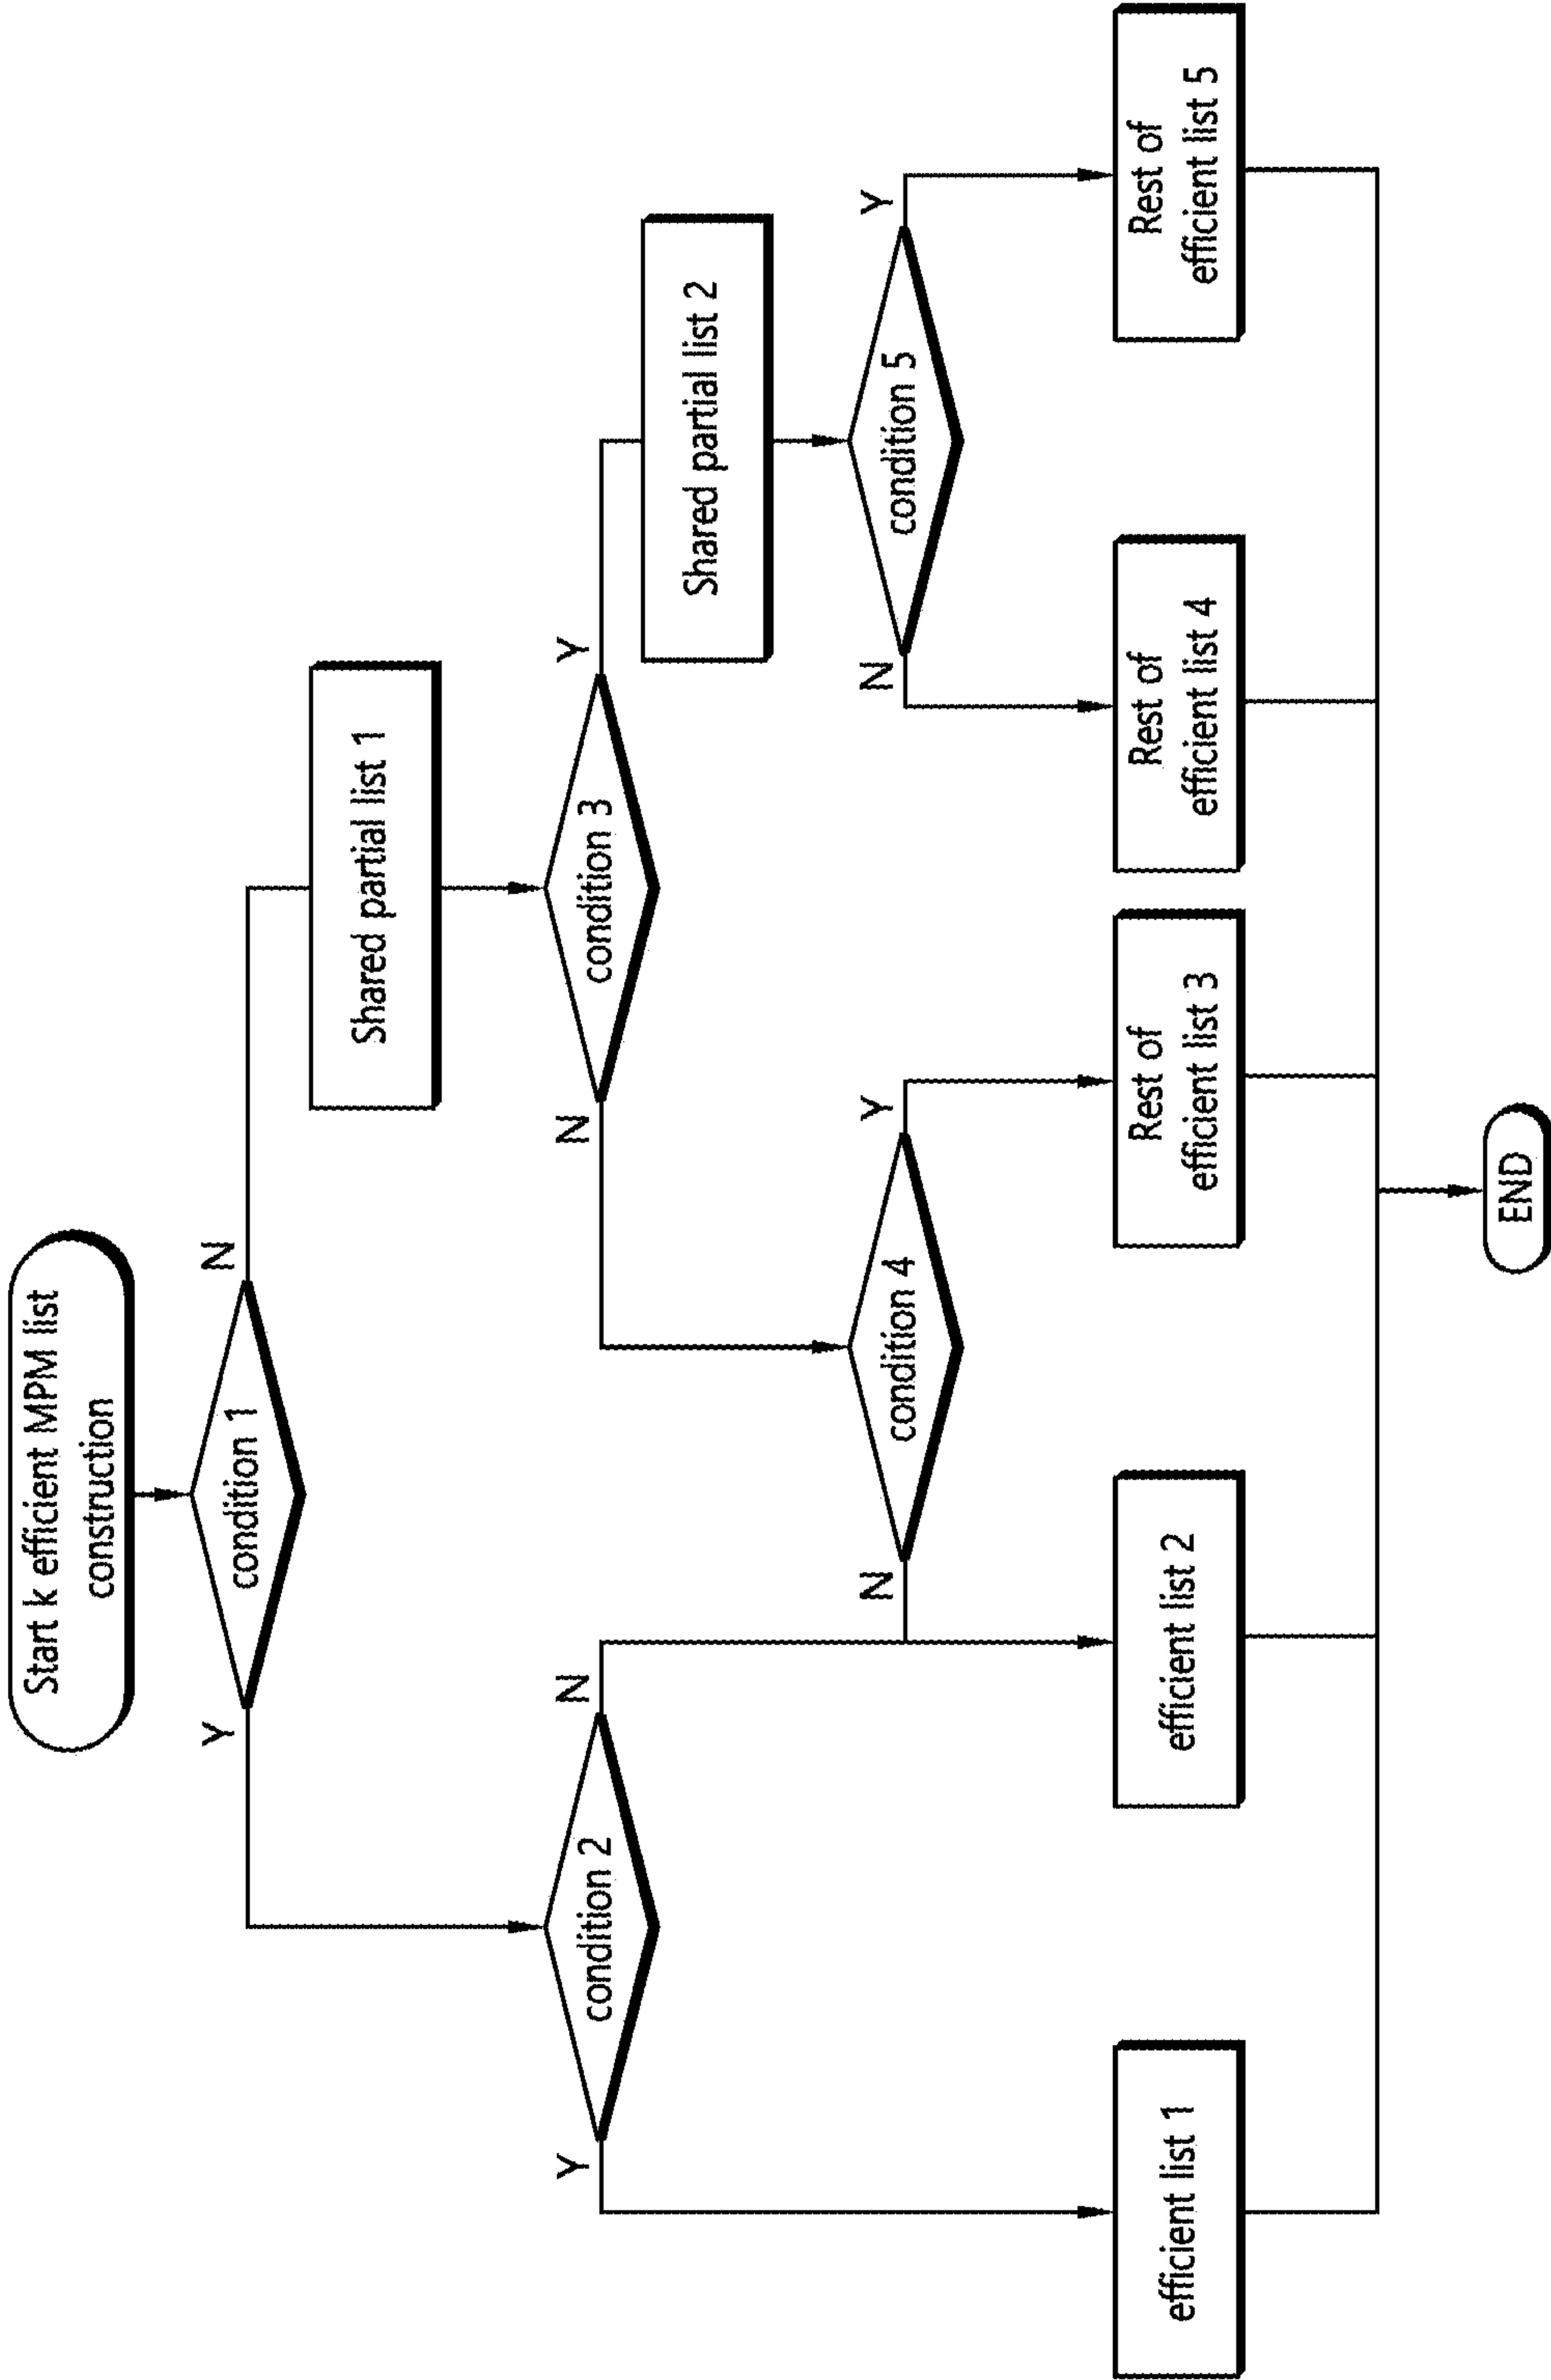 Start k efficient MPM list
construction
Y
condition 1
N
Shared partial list 1
Y
condition 2
N
N
condition 3
Y
Shared partial list 2
N
condition 4
Y
N
condition 5
Y
efficient list 1
efficient list 2
Rest of
efficient list 3
Rest of
efficient list 4
Rest of
efficient list 5
END